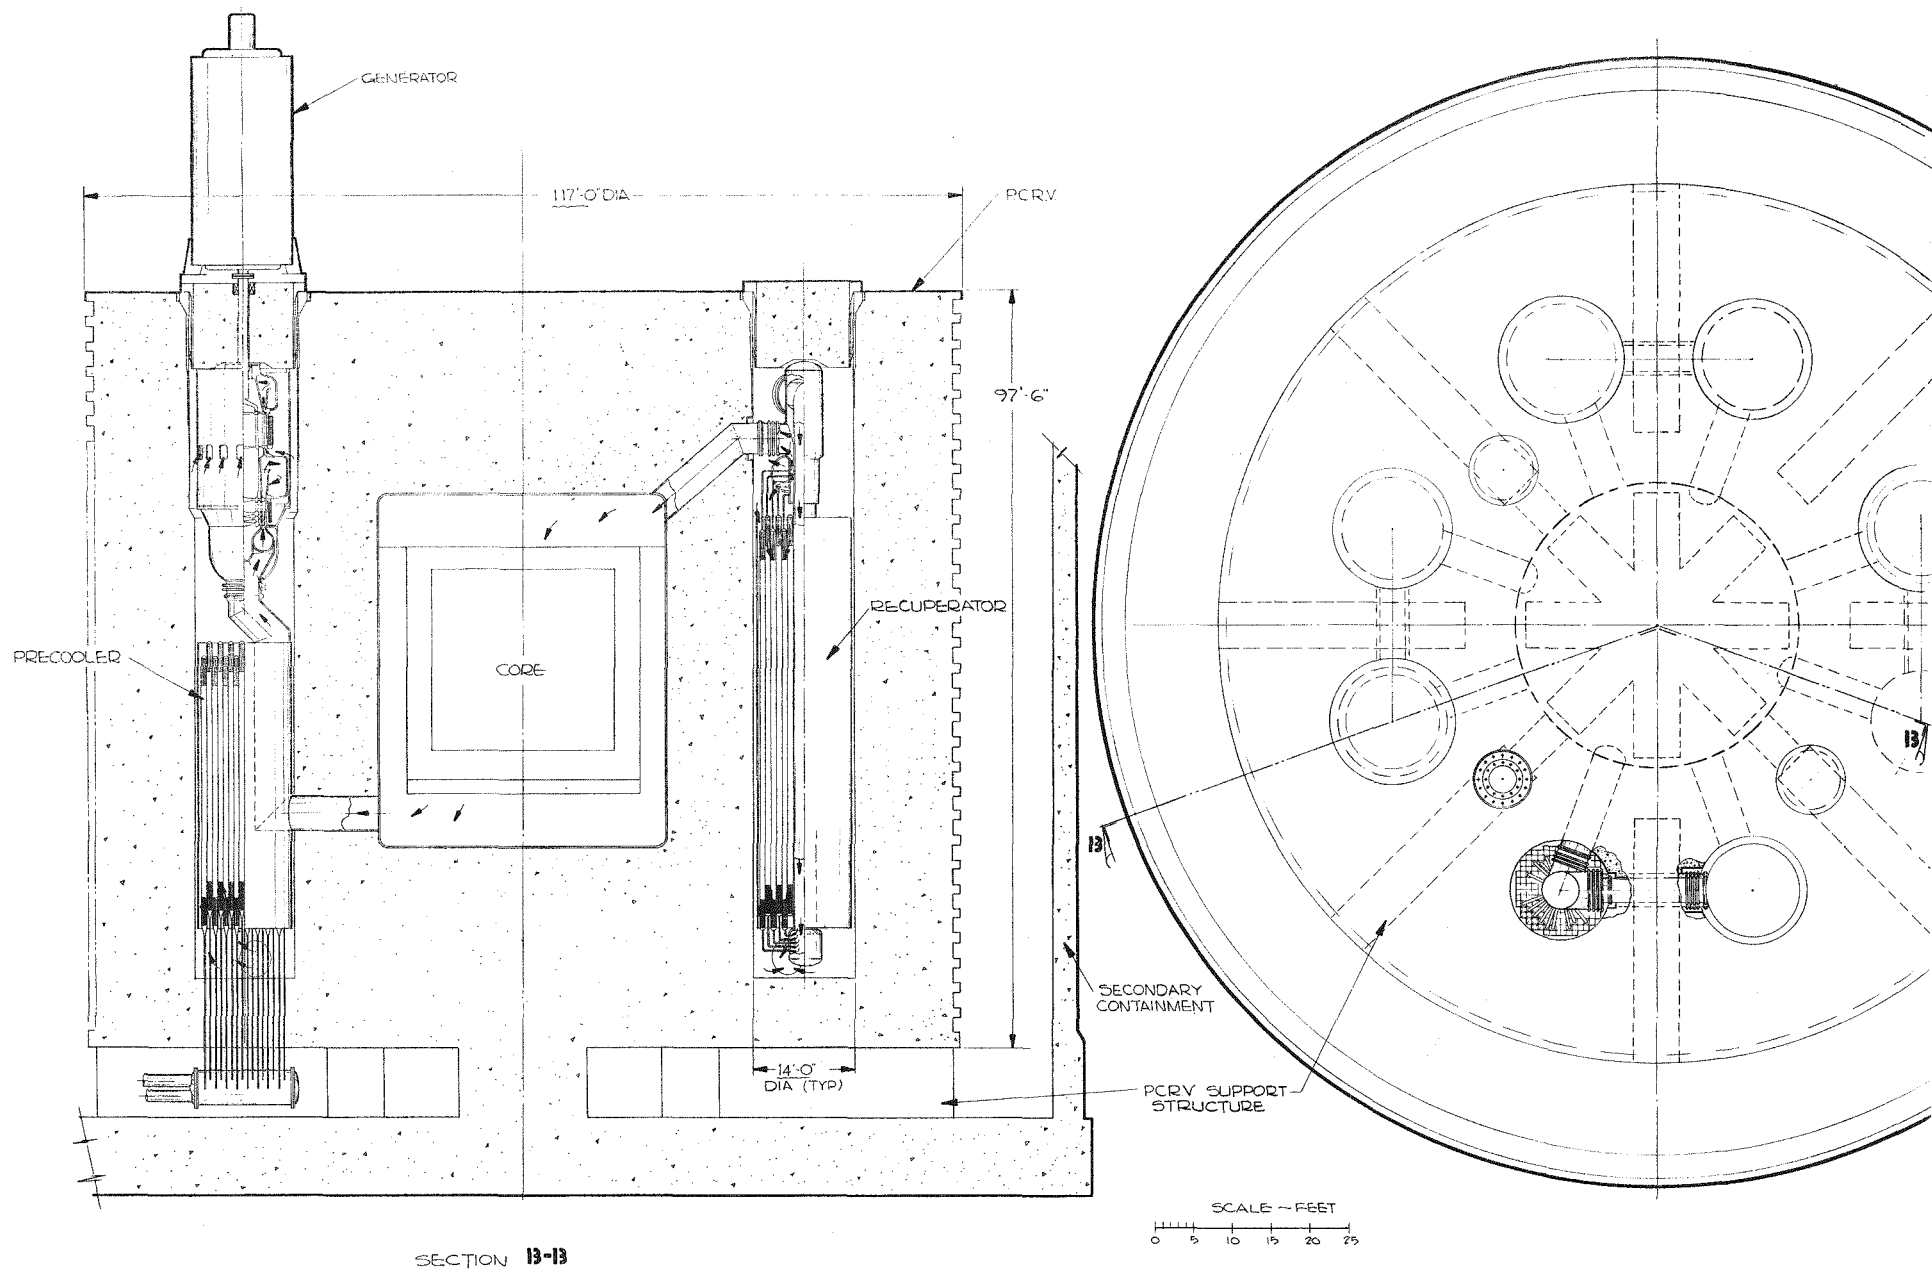 GENERATOR
117'-0" DIA
P.C.R.V.
97'-6"
RECUPERATOR
PRECOOLER
CORE
13
13
SECONDARY
CONTAINMENT
14'-0"
DIA (TYP)
PCRV SUPPORT
STRUCTURE
SCALE ~ FEET
0 5 10 15 20 25
SECTION 13-13